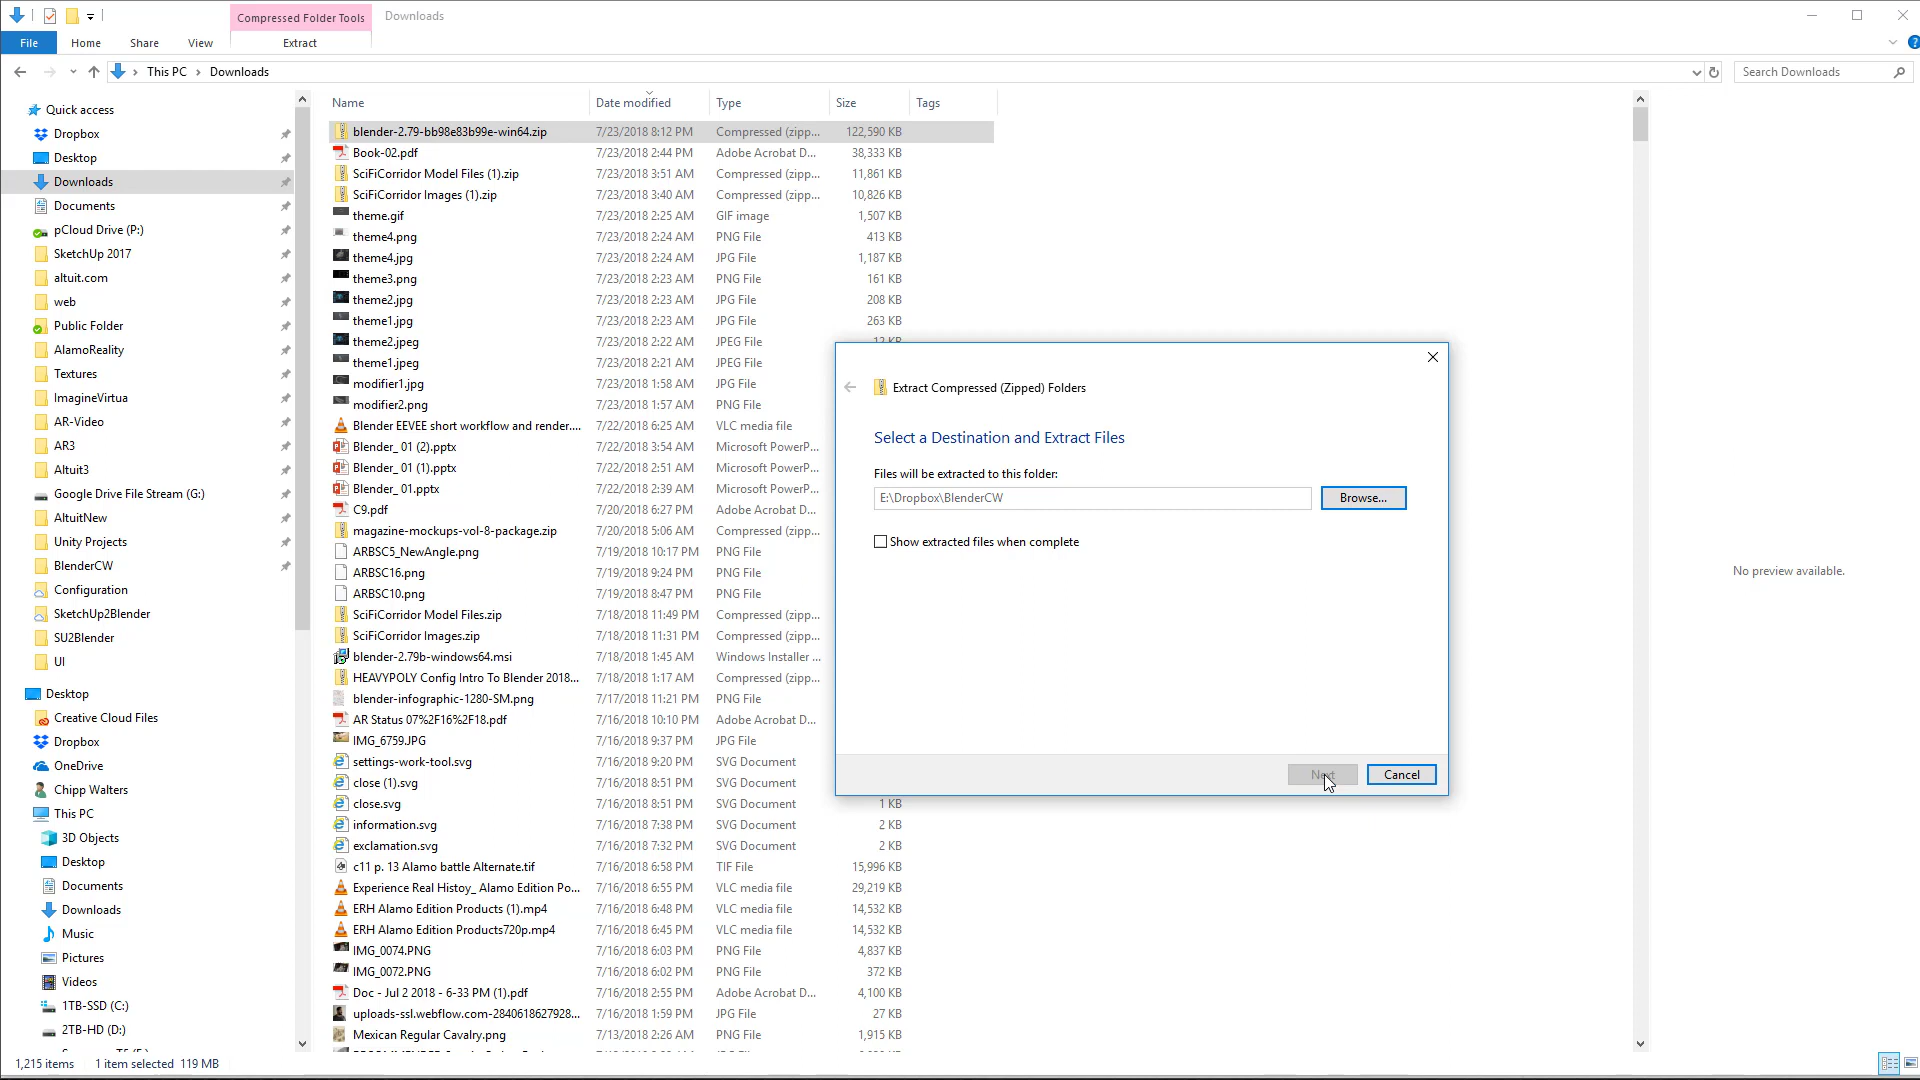 Compressed Folder Tools
Downloads
File
Home
Share
View
Extract
This PC
Downloads
Search Downloads
Quick access
Dropbox
Desktop
Downloads
Documents
pCloud Drive (P:)
SketchUp 2017
altuit.com
web
Public Folder
AlamoReality
Textures
ImagineVirtua
AR-Video
AR3
Altuit3
Google Drive File Stream (G:)
AltuitNew
Unity Projects
BlenderCW
Configuration
SketchUp2Blender
SU2Blender
UI
Desktop
Creative Cloud Files
Dropbox
OneDrive
Chipp Walters
This PC
3D Objects
Desktop
Documents
Downloads
Music
Pictures
Videos
1TB-SSD (C:)
2TB-HD (D:)
Name Date modified Type Size Tags
blender-2.79-bb98e83b99e-win64.zip 7/23/2018 8:12 PM Compressed (zipp... 122,590 KB
Book-02.pdf 7/23/2018 2:44 PM Adobe Acrobat D... 38,333 KB
SciFiCorridor Model Files (1).zip 7/23/2018 3:51 AM Compressed (zipp... 11,861 KB
SciFiCorridor Images (1).zip 7/23/2018 3:40 AM Compressed (zipp... 10,826 KB
theme.gif 7/23/2018 2:25 AM GIF image 1,507 KB
theme4.png 7/23/2018 2:24 AM PNG File 413 KB
theme4.jpg 7/23/2018 2:24 AM JPG File 1,187 KB
theme3.png 7/23/2018 2:23 AM PNG File 161 KB
theme2.jpg 7/23/2018 2:23 AM JPG File 208 KB
theme1.jpg 7/23/2018 2:23 AM JPG File 263 KB
theme2.jpeg 7/23/2018 2:22 AM JPEG File 12 KB
theme1.jpeg 7/23/2018 2:21 AM JPEG File
modifier1.jpg 7/23/2018 1:58 AM JPG File
modifier2.png 7/23/2018 1:57 AM PNG File
Blender EEVEE short workflow and render.... 7/22/2018 6:25 AM VLC media file
Blender_ 01 (2).pptx 7/22/2018 3:54 AM Microsoft PowerP...
Blender_ 01 (1).pptx 7/22/2018 2:51 AM Microsoft PowerP...
Blender_ 01.pptx 7/22/2018 2:39 AM Microsoft PowerP...
C9.pdf 7/20/2018 6:27 PM Adobe Acrobat D...
magazine-mockups-vol-8-package.zip 7/20/2018 5:06 AM Compressed (zipp...
ARBSC5_NewAngle.png 7/19/2018 10:17 PM PNG File
ARBSC16.png 7/19/2018 9:24 PM PNG File
ARBSC10.png 7/19/2018 8:47 PM PNG File
SciFiCorridor Model Files.zip 7/18/2018 11:49 PM Compressed (zipp...
SciFiCorridor Images.zip 7/18/2018 11:31 PM Compressed (zipp...
blender-2.79b-windows64.msi 7/18/2018 1:45 AM Windows Installer ...
HEAVYPOLY Config Intro To Blender 2018... 7/18/2018 1:17 AM Compressed (zipp...
blender-infographic-1280-SM.png 7/17/2018 11:21 PM PNG File
AR Status 07%2F16%2F18.pdf 7/16/2018 10:10 PM Adobe Acrobat D...
IMG_6759.JPG 7/16/2018 9:37 PM JPG File
settings-work-tool.svg 7/16/2018 9:20 PM SVG Document
close (1).svg 7/16/2018 8:51 PM SVG Document
close.svg 7/16/2018 8:51 PM SVG Document 1 KB
information.svg 7/16/2018 7:38 PM SVG Document 2 KB
exclamation.svg 7/16/2018 7:32 PM SVG Document 2 KB
c11 p. 13 Alamo battle Alternate.tif 7/16/2018 6:58 PM TIF File 15,996 KB
Experience Real Histoy_ Alamo Edition Po... 7/16/2018 6:55 PM VLC media file 29,219 KB
ERH Alamo Edition Products (1).mp4 7/16/2018 6:48 PM VLC media file 14,532 KB
ERH Alamo Edition Products720p.mp4 7/16/2018 6:45 PM VLC media file 14,532 KB
IMG_0074.PNG 7/16/2018 6:03 PM PNG File 4,837 KB
IMG_0072.PNG 7/16/2018 6:02 PM PNG File 372 KB
Doc - Jul 2 2018 - 6-33 PM (1).pdf 7/16/2018 2:55 PM Adobe Acrobat D... 4,100 KB
uploads-ssl.webflow.com-2840618627928... 7/16/2018 1:59 PM JPG File 27 KB
Mexican Regular Cavalry.png 7/13/2018 2:26 AM PNG File 1,915 KB
Extract Compressed (Zipped) Folders
Select a Destination and Extract Files
Files will be extracted to this folder:
E:\Dropbox\BlenderCW
Browse...
Show extracted files when complete
Next
Cancel
No preview available.
1,215 items 1 item selected 119 MB